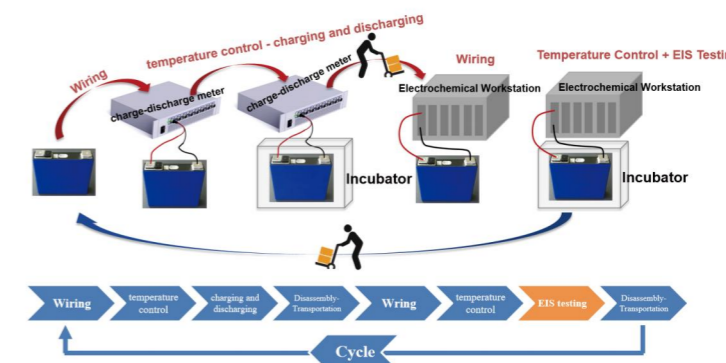 temperature control - charging and discharging
Wiring
Wiring
Temperature Control + EIS Testin
charge-discharge meter
charge-discharge meter
Electrochemical Workstation
Electrochemical Workstation
Incubator
Incubator
Wiring
temperature
control
charging and
discharging
Disassembly-
Transportation
Wring
temperature
control
EIS testing
Disassembly-
Transportation
Cycle